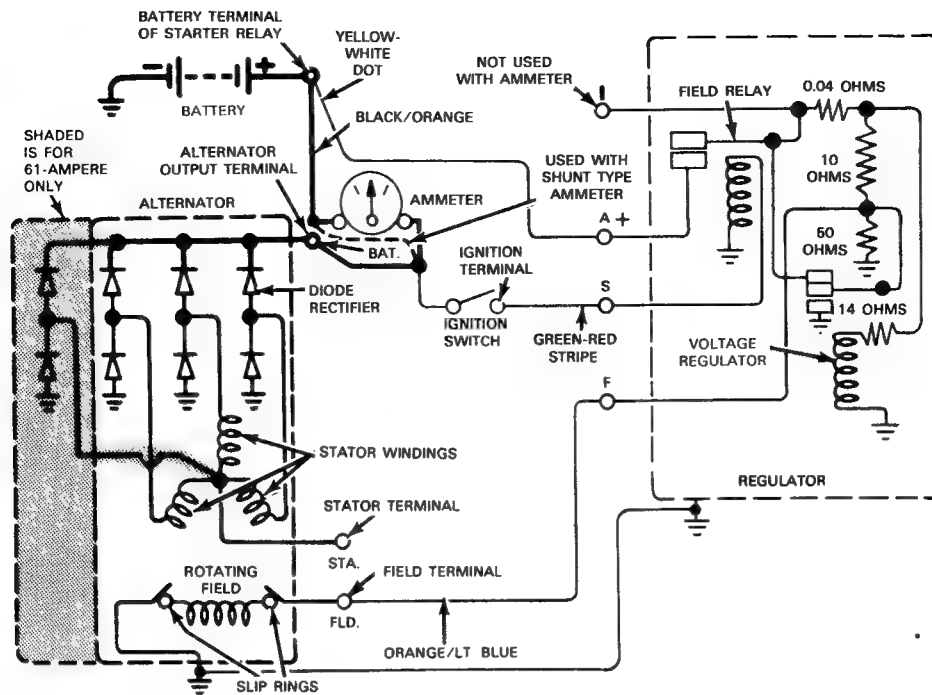 BATTERY TERMINAL
OF STARTER RELAY
YELLOW-
WHITE
DOT
NOT USED
WITH AMMETER
I
FIELD RELAY
0.04 OHMS
- +
BATTERY
BLACK/ORANGE
SHADED
IS FOR
61-AMPERE
ONLY
ALTERNATOR
OUTPUT TERMINAL
USED WITH
SHUNT TYPE
AMMETER
10
OHMS
ALTERNATOR
AMMETER
A +
50
OHMS
BAT.
IGNITION
TERMINAL
DIODE
RECTIFIER
S
14 OHMS
IGNITION
SWITCH
GREEN-RED
STRIPE
VOLTAGE
REGULATOR
F
STATOR WINDINGS
REGULATOR
STATOR TERMINAL
STA.
ROTATING
FIELD
FIELD TERMINAL
FLD.
ORANGE/LT BLUE
SLIP RINGS